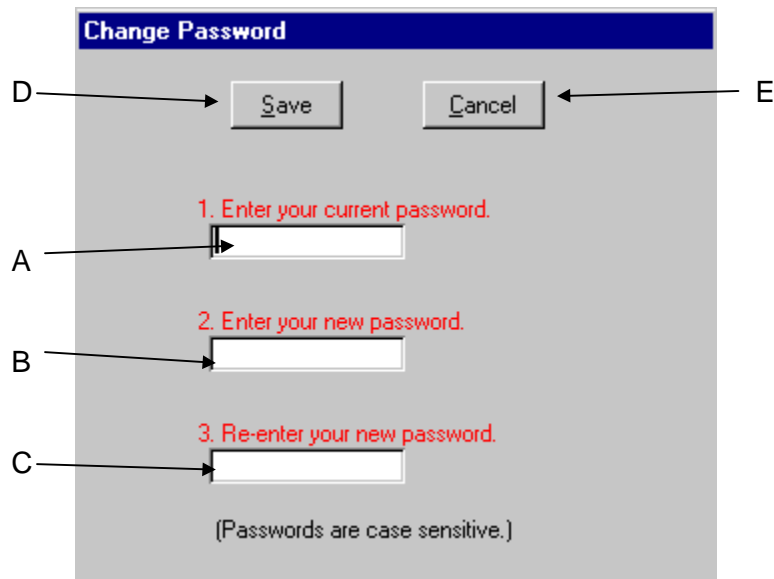 Change Password
D Save Cancel E
1. Enter your current password.
A
2. Enter your new password.
B
3. Re-enter your new password.
C
(Passwords are case sensitive.)